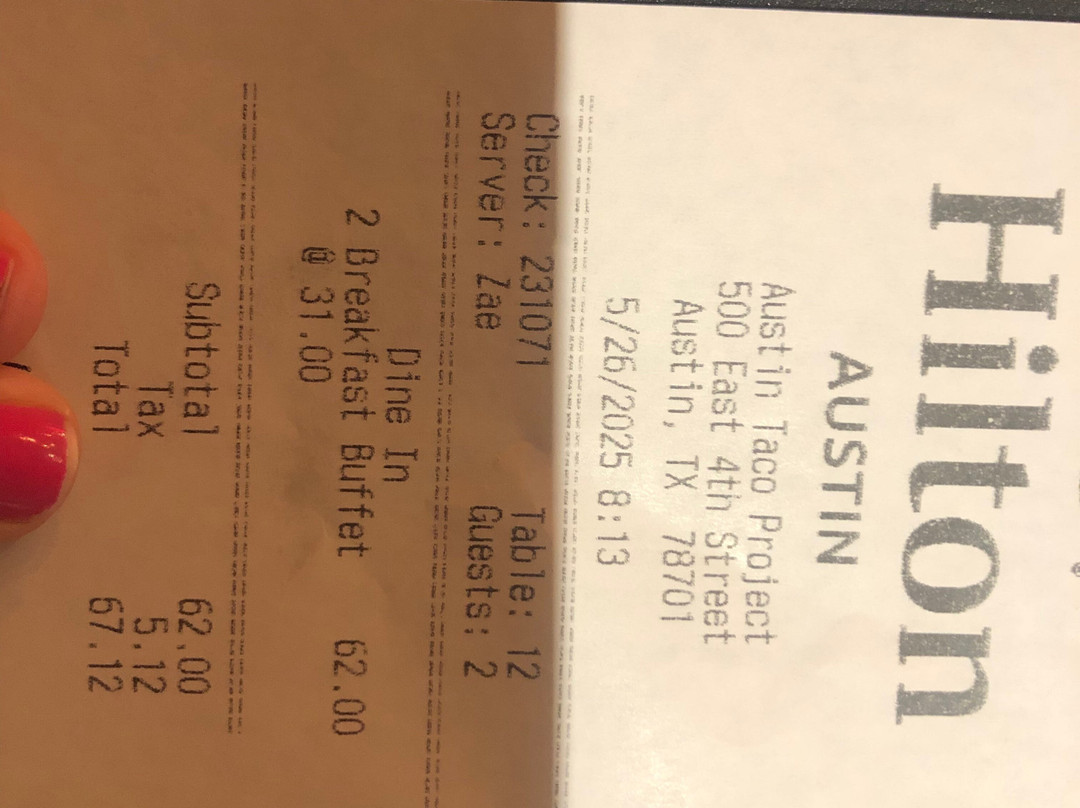 Hilton
AUSTIN
Austin Taco Project
500 East 4th Street
Austin, TX 78701
5/26/2025 8:13
Check: 231071 Table: 12
Server: Zae Guests: 2
Dine In
2 Breakfast Buffet 62.00
@ 31.00
Subtotal 62.00
Tax 5.12
Total 67.12